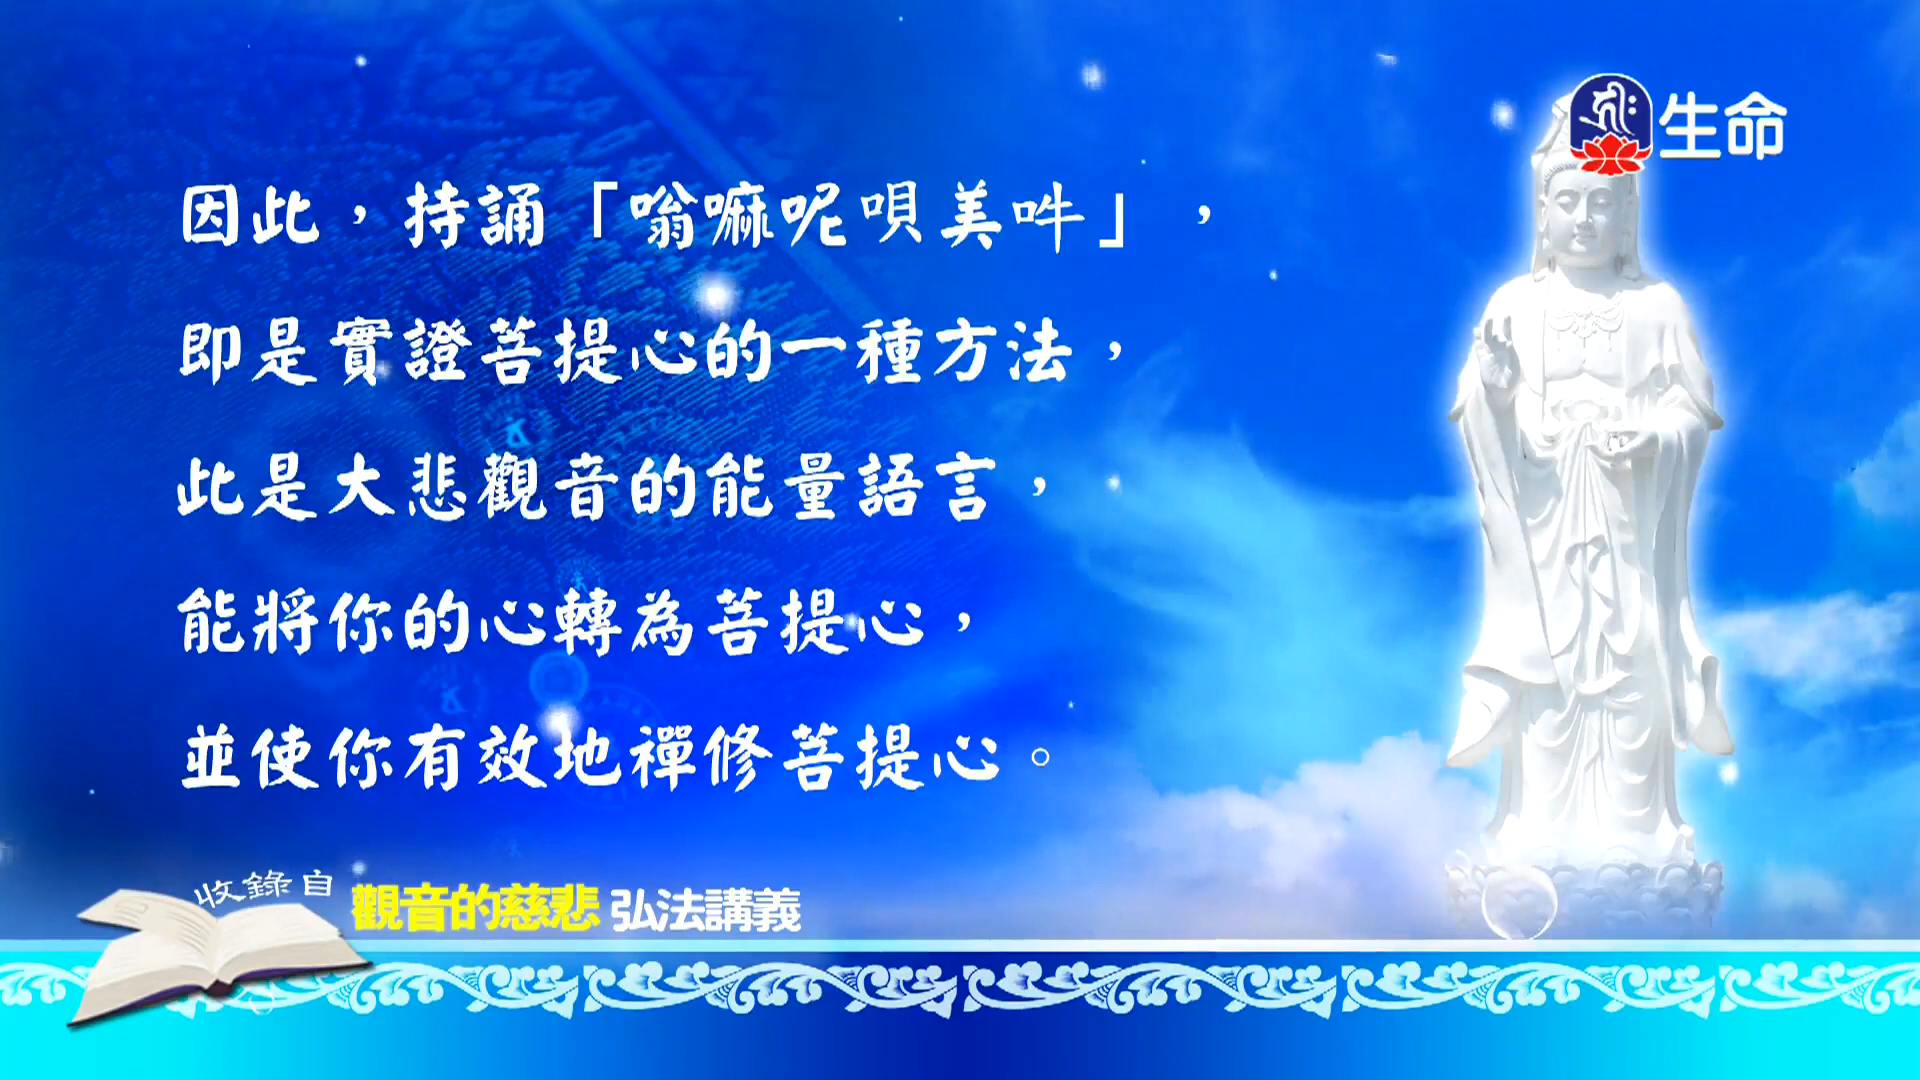 生命
因此，持誦「嗡嘛呢唄美吽」，
即是實證菩提心的一種方法，
此是大悲觀音的能量語言，
能將你的心轉為菩提心，
並使你有效地禪修菩提心。
收錄自 觀音的慈悲 弘法講義